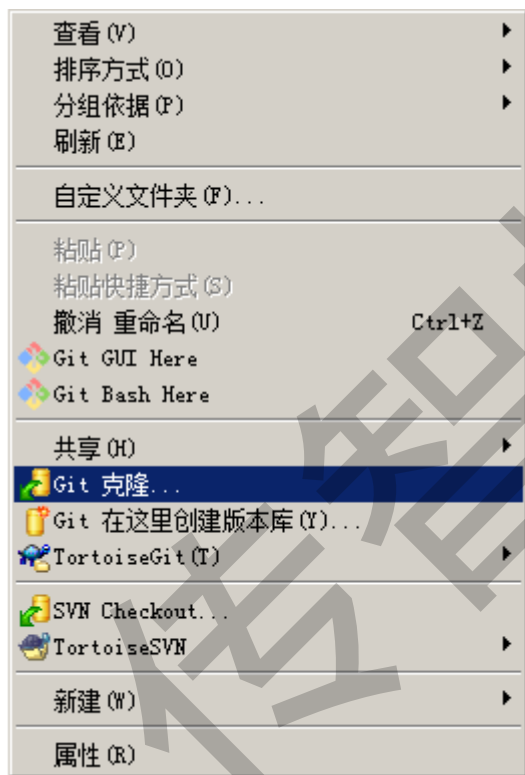 查看(V)
排序方式(O)
分组依据(P)
刷新(E)
自定义文件夹(F)...
粘贴(P)
粘贴快捷方式(S)
撤消 重命名(U) Ctrl+Z
Git GUI Here
Git Bash Here
共享(H)
Git 克隆...
Git 在这里创建版本库(Y)...
TortoiseGit(T)
SVN Checkout...
TortoiseSVN
新建(W)
属性(R)
传智